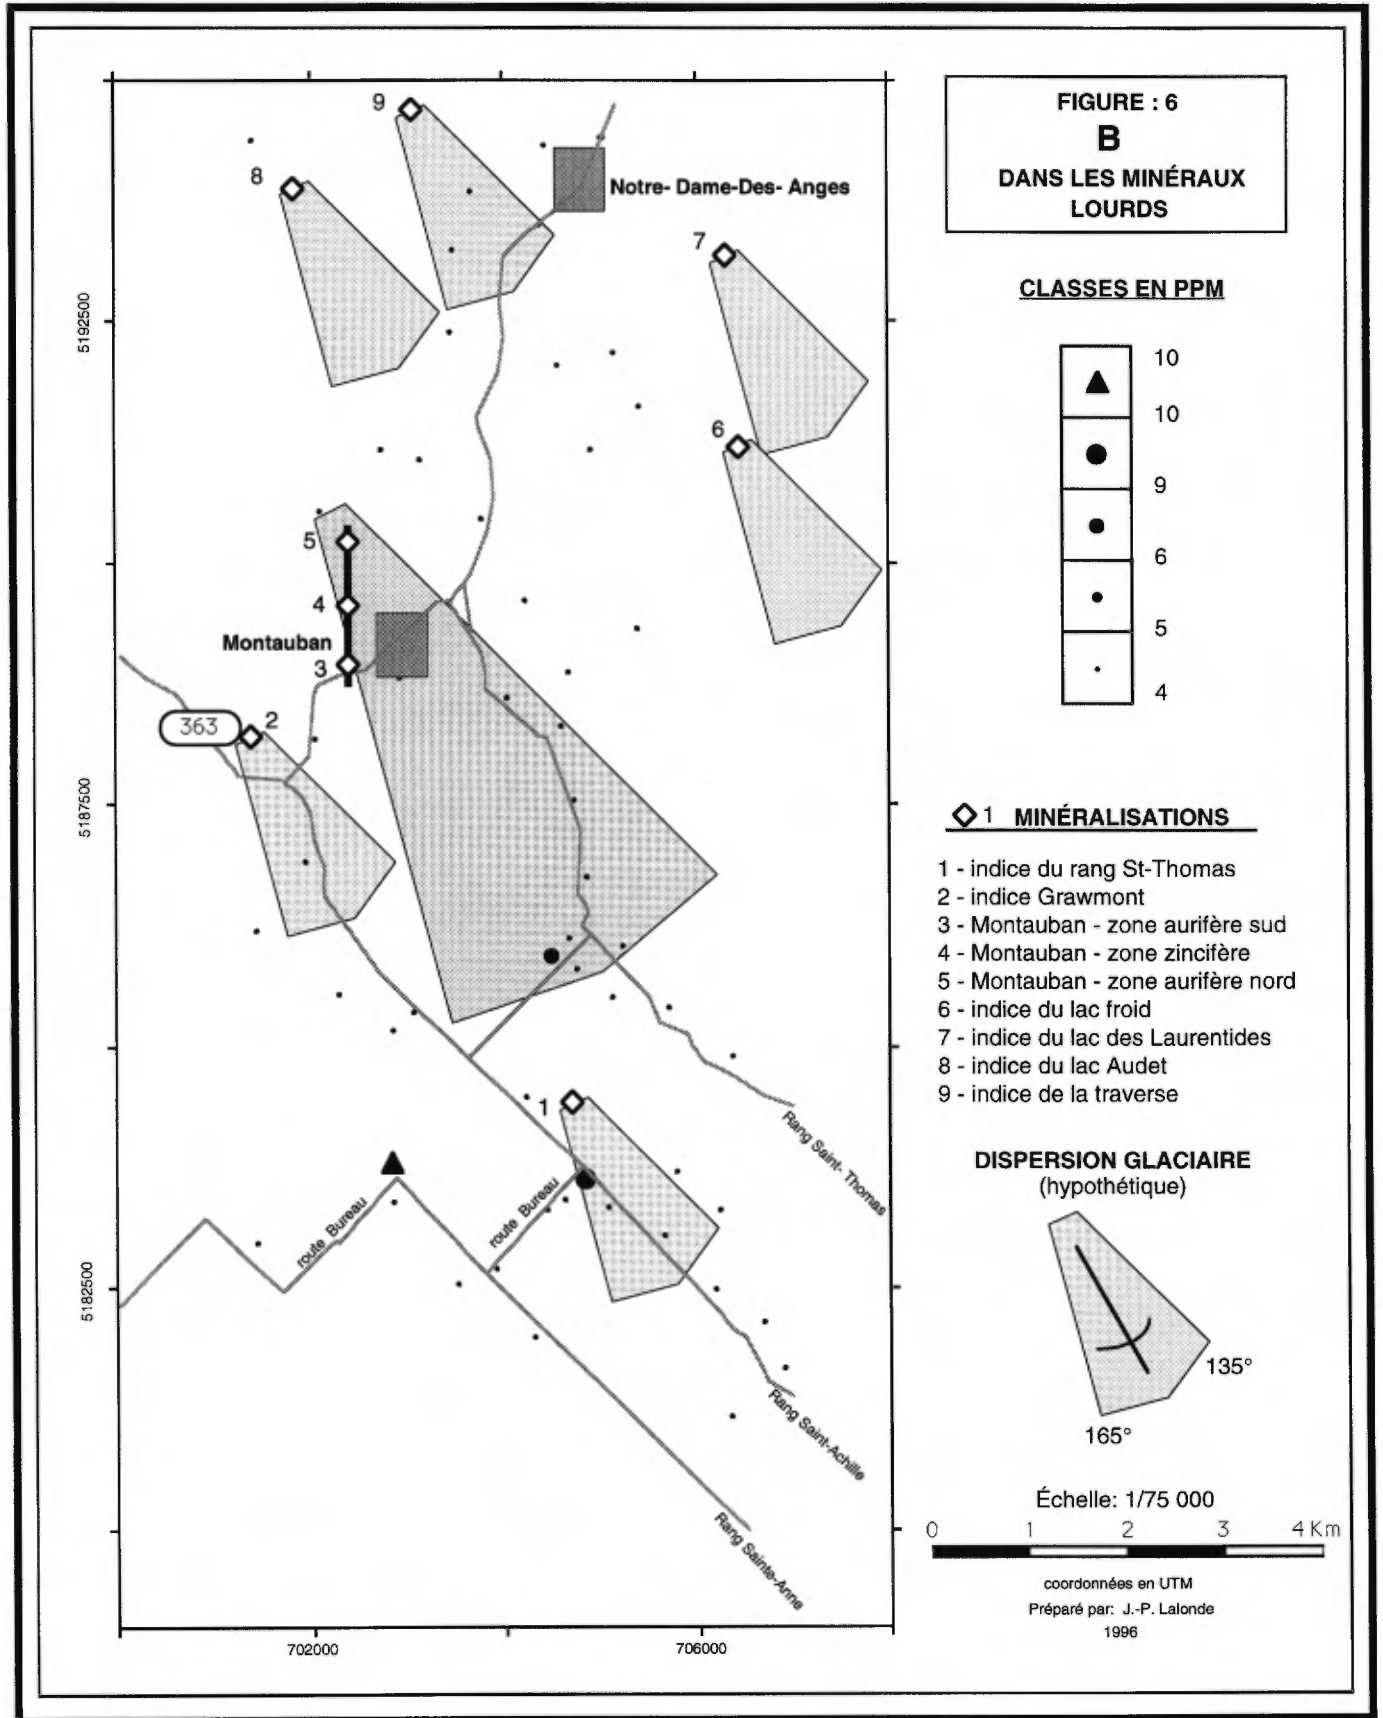 FIGURE : 6
B
DANS LES MINÉRAUX
LOURDS
CLASSES EN PPM
10
10
9
6
5
4
9
8
Notre- Dame-Des- Anges
7
6
5192500
5
4
Montauban
3
363
2
5187500
1
Rang Saint- Thomas
route Bureau
route Bureau
5182500
Rang Saint-Achille
Rang Sainte-Anne
702000
706000
1 MINÉRALISATIONS
1 - indice du rang St-Thomas
2 - indice Grawmont
3 - Montauban - zone aurifère sud
4 - Montauban - zone zincifère
5 - Montauban - zone aurifère nord
6 - indice du lac froid
7 - indice du lac des Laurentides
8 - indice du lac Audet
9 - indice de la traverse
DISPERSION GLACIAIRE
(hypothétique)
135°
165°
Échelle: 1/75 000
0 1 2 3 4 Km
coordonnées en UTM
Préparé par: J.-P. Lalonde
1996